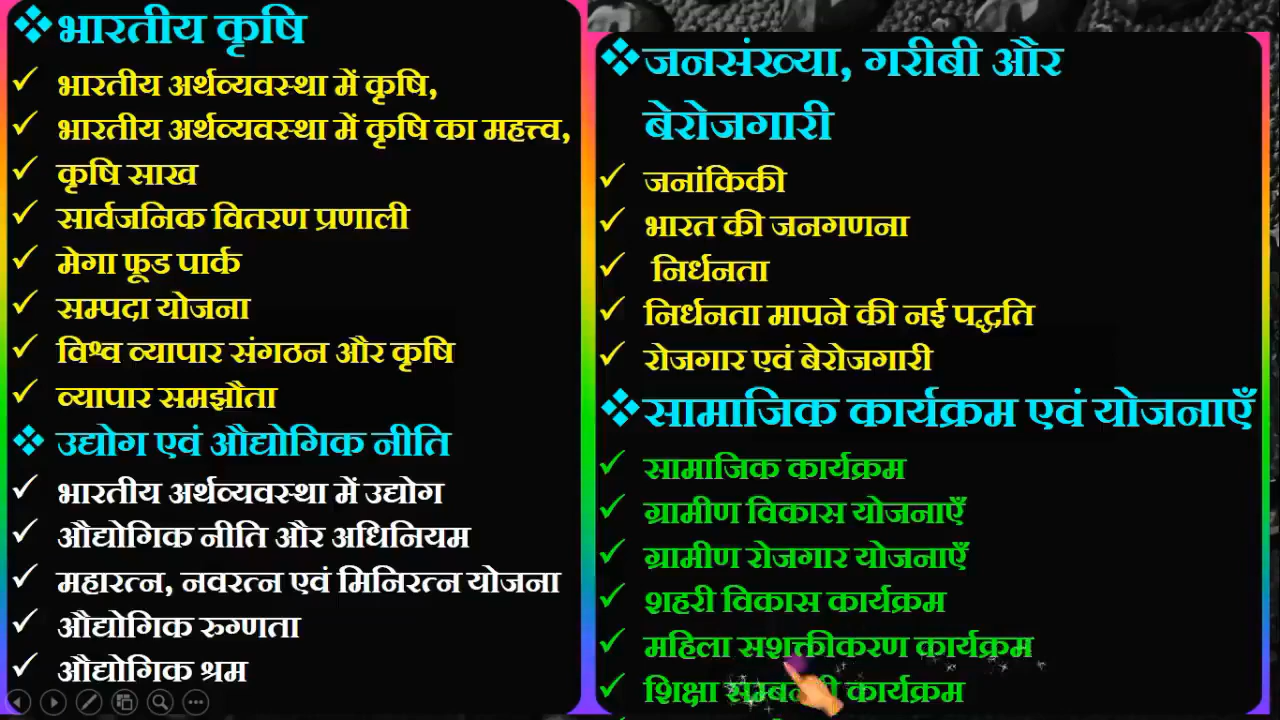 भारतीय कृषि
भारतीय अर्थव्यवस्था में कृषि,
भारतीय अर्थव्यवस्था में कृषि का महत्त्व,
कृषि साख
सार्वजनिक वितरण प्रणाली
मेगा फूड पार्क
सम्पदा योजना
विश्व व्यापार संगठन और कृषि
व्यापार समझौता
उद्योग एवं औद्योगिक नीति
भारतीय अर्थव्यवस्था में उद्योग
औद्योगिक नीति और अधिनियम
महारत्न, नवरत्न एवं मिनिरत्न योजना
औद्योगिक रुग्णता
औद्योगिक श्रम
जनसंख्या, गरीबी और
बेरोजगारी
जनांकिकी
भारत की जनगणना
निर्धनता
निर्धनता मापने की नई पद्धति
रोजगार एवं बेरोजगारी
सामाजिक कार्यक्रम एवं योजनाएँ
सामाजिक कार्यक्रम
ग्रामीण विकास योजनाएँ
ग्रामीण रोजगार योजनाएँ
शहरी विकास कार्यक्रम
महिला सशक्तीकरण कार्यक्रम
शिक्षा कार्यक्रम